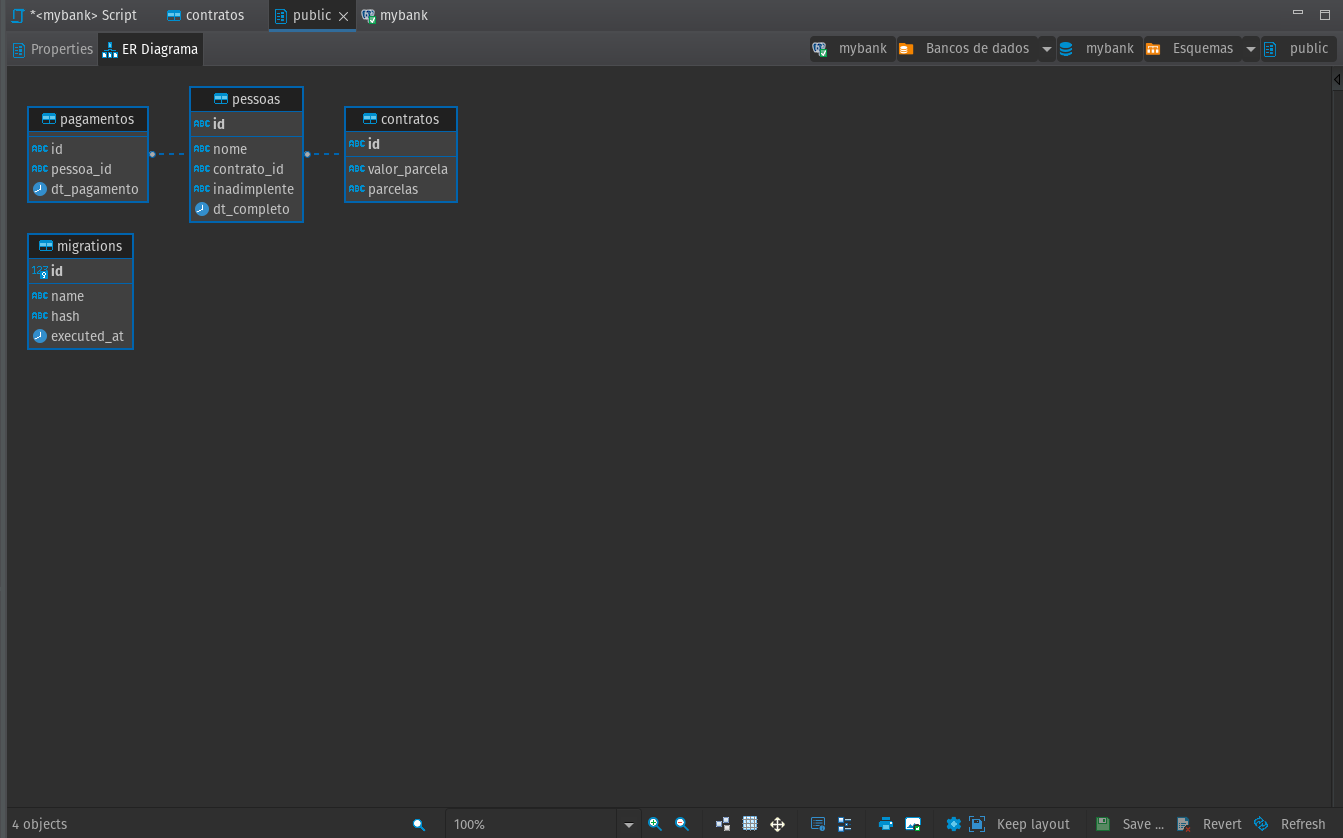 *<mybank> Script contratos public mybank
Properties ER Diagrama mybank Bancos de dados mybank Esquemas public
pagamentos
id
pessoa_id
dt_pagamento
pessoas
id
nome
contrato_id
inadimplente
dt_completo
contratos
id
valor_parcela
parcelas
migrations
id
name
hash
executed_at
4 objects 100% Keep layout Save ... Revert Refresh